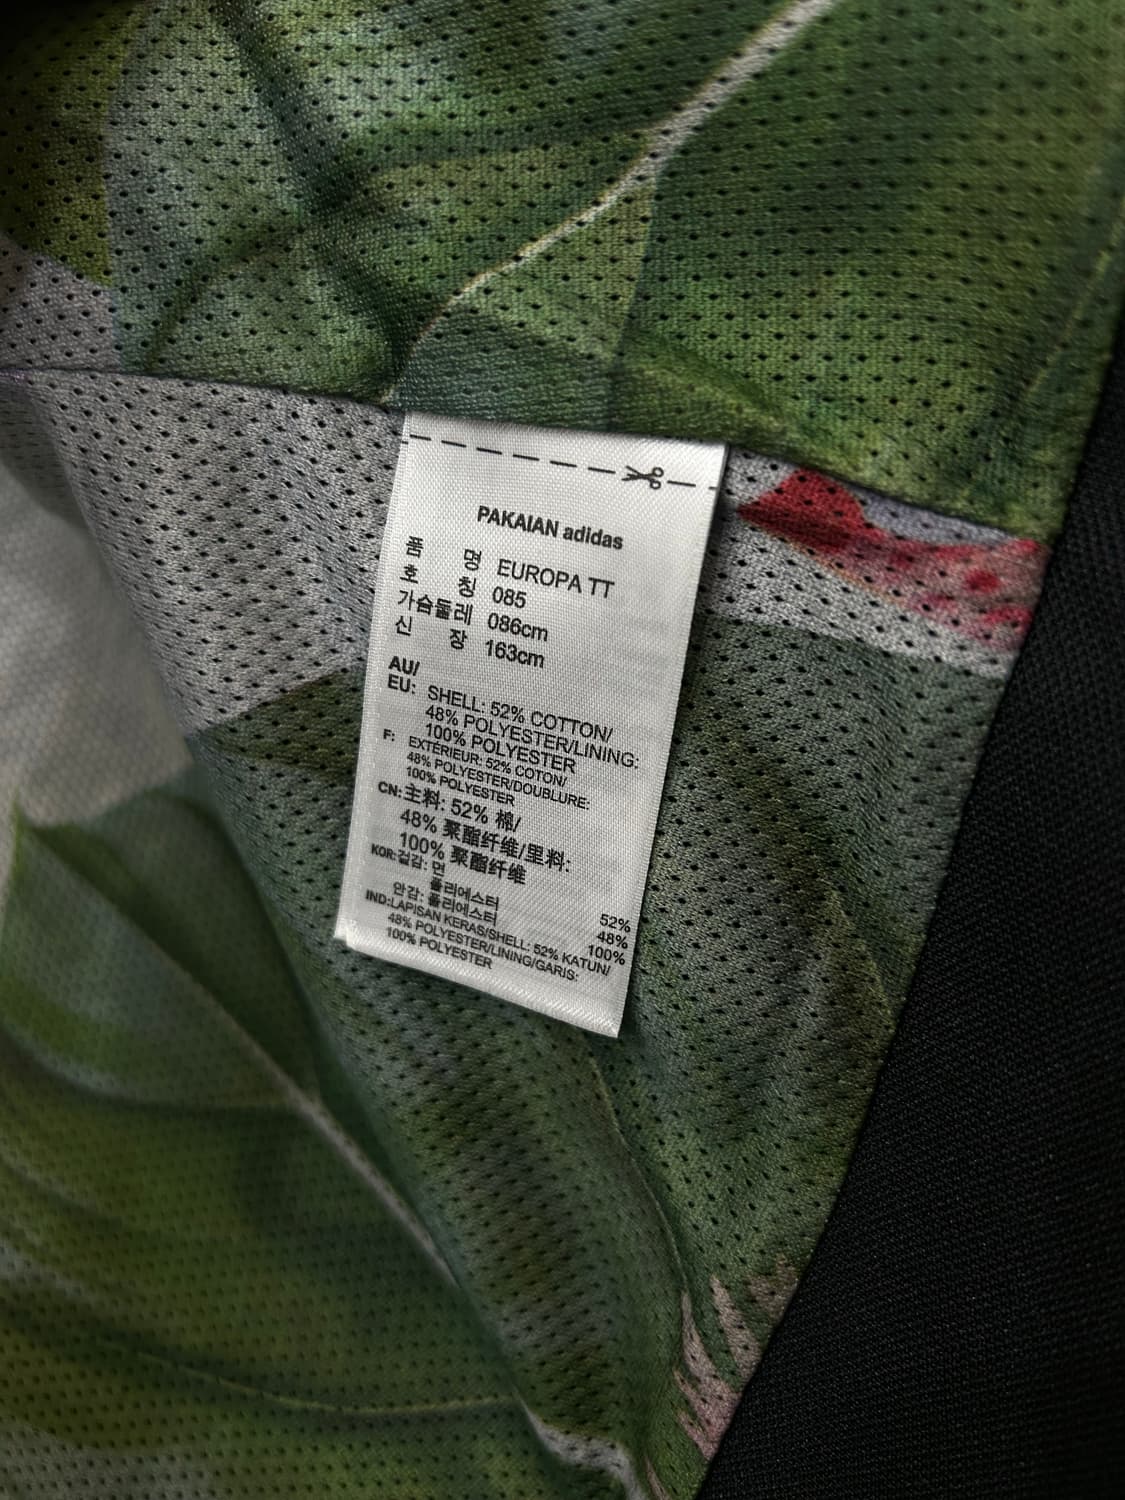 PAKAIAN adidas
품 명 EUROPA TT
호 칭 085
가슴둘레 086cm
신 장 163cm
AU/
EU: SHELL: 52% COTTON/
48% POLYESTER/LINING:
100% POLYESTER
F: EXTÉRIEUR: 52% COTON/
48% POLYESTER/DOUBLURE:
100% POLYESTER
CN:主料: 52% 棉/
48% 聚酯纤维/里料:
100% 聚酯纤维
KOR:겉감: 면 52%
폴리에스터 48%
안감: 폴리에스터 100%
IND:LAPISAN KERAS/SHELL: 52% KATUN/
48% POLYESTER/LINING/GARIS:
100% POLYESTER